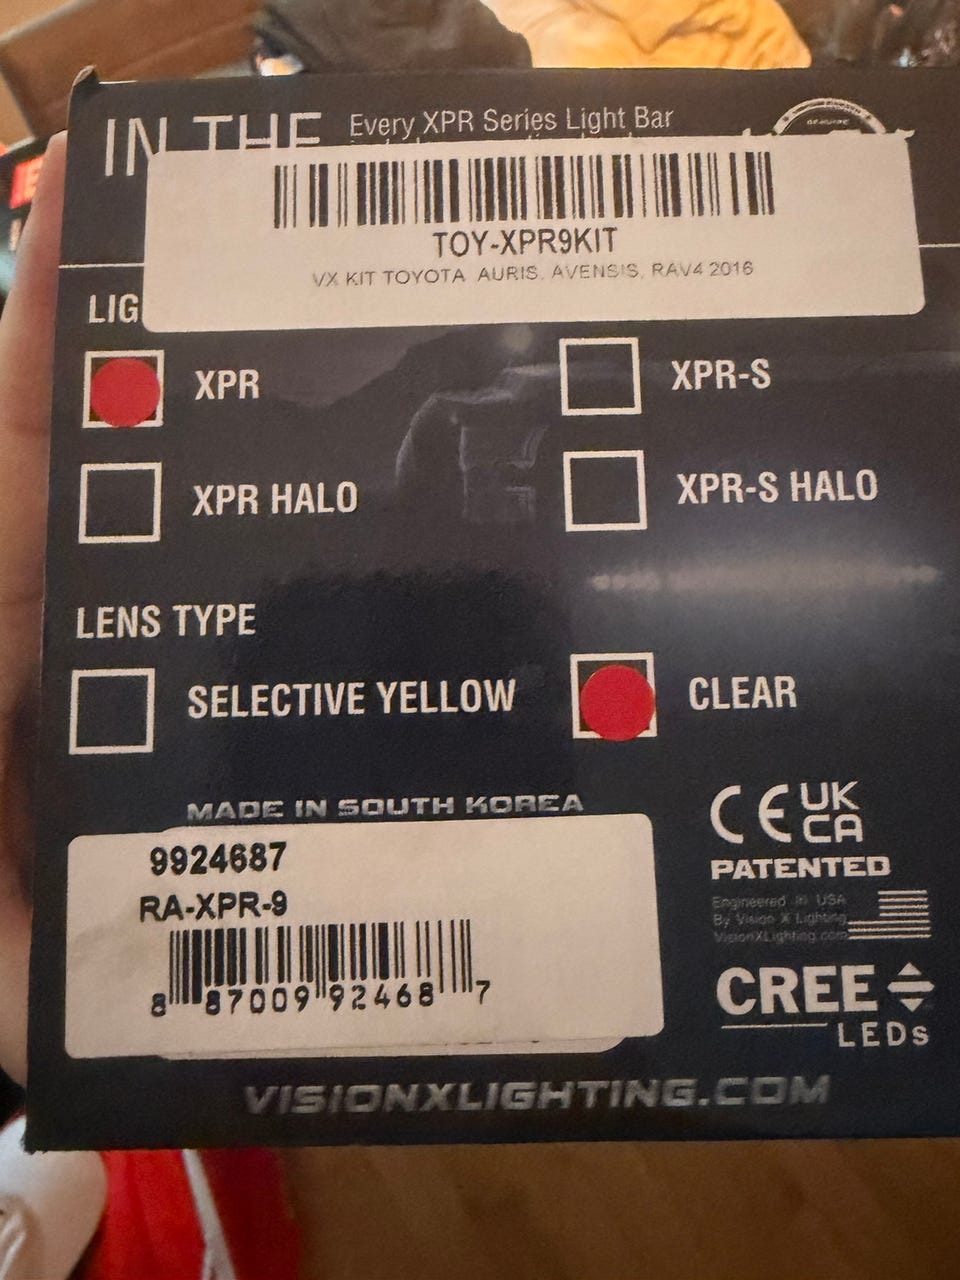 IN THE
Every XPR Series Light Bar
TOY-XPR9KIT
VX KIT TOYOTA AURIS, AVENSIS, RAV4 2016
LIG
XPR
XPR-S
XPR HALO
XPR-S HALO
LENS TYPE
SELECTIVE YELLOW
CLEAR
MADE IN SOUTH KOREA
CE UK CA
PATENTED
9924687
RA-XPR-9
8 87009 92468 7
Engineered in USA
By Vision X Lighting
VisionXLighting.com
CREE
LEDs
VISIONXLIGHTING.COM